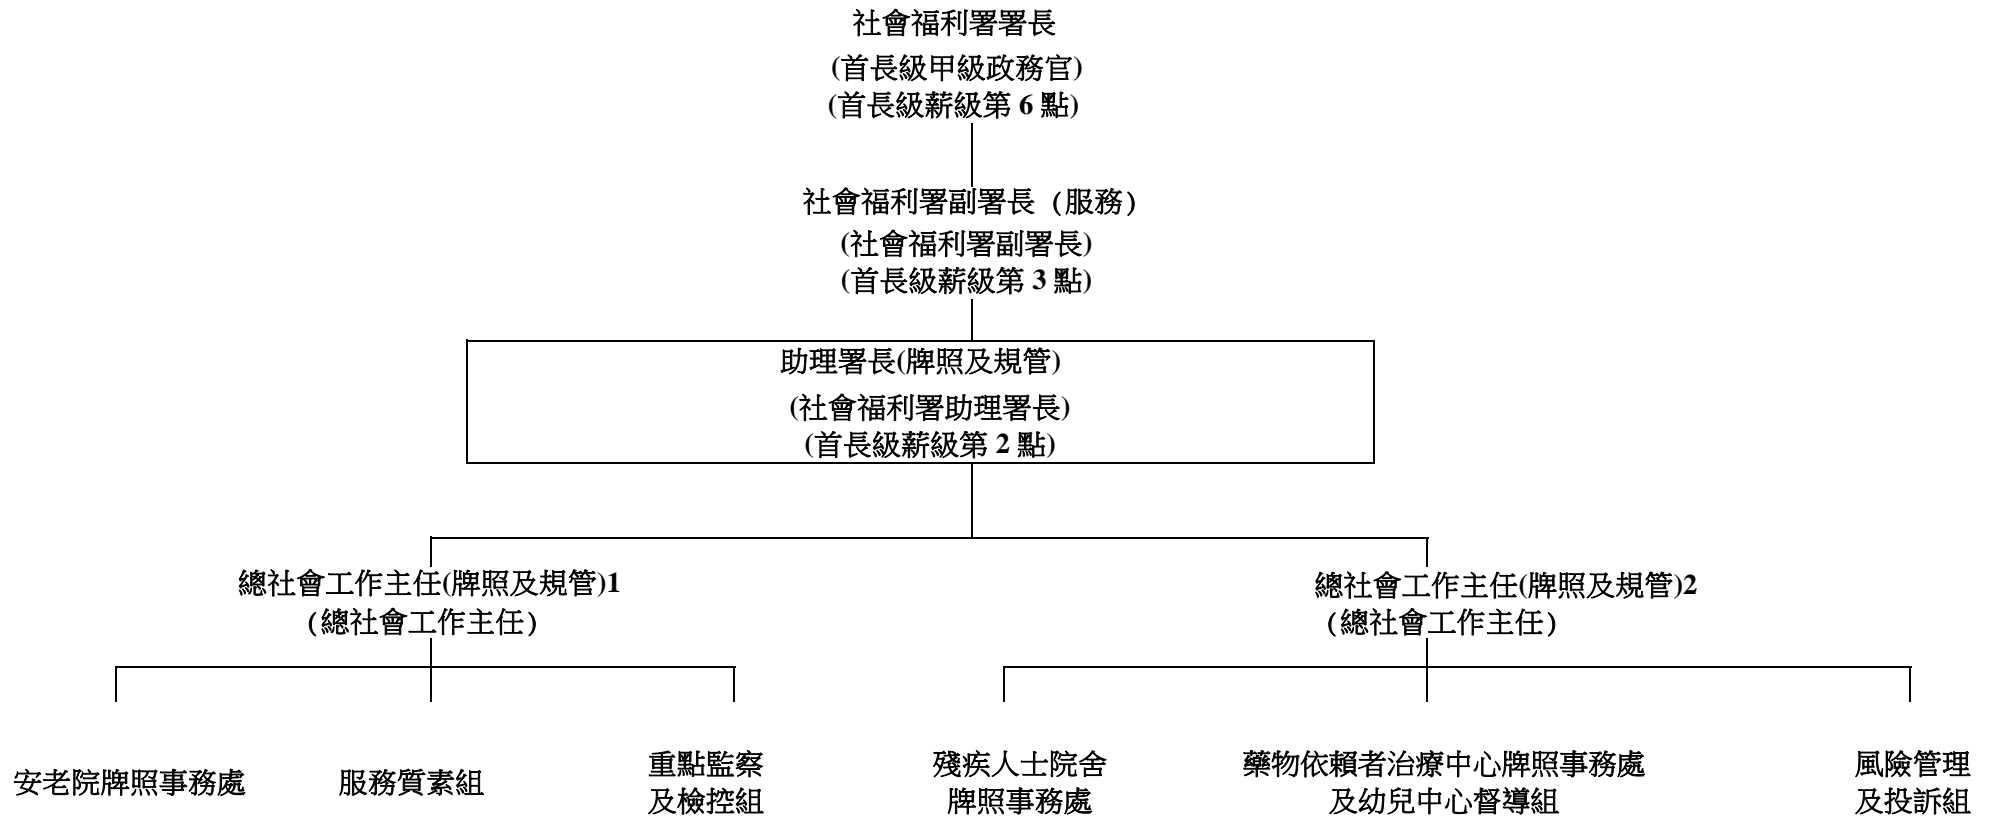 社會福利署署長
(首長級甲級政務官)
(首長級薪級第 6 點)
社會福利署副署長（服務）
(社會福利署副署長)
(首長級薪級第 3 點)
助理署長(牌照及規管)
(社會福利署助理署長)
(首長級薪級第 2 點)
總社會工作主任(牌照及規管)1
（總社會工作主任）
總社會工作主任(牌照及規管)2
（總社會工作主任）
安老院牌照事務處
服務質素組
重點監察
及檢控組
殘疾人士院舍
牌照事務處
藥物依賴者治療中心牌照事務處
及幼兒中心督導組
風險管理
及投訴組